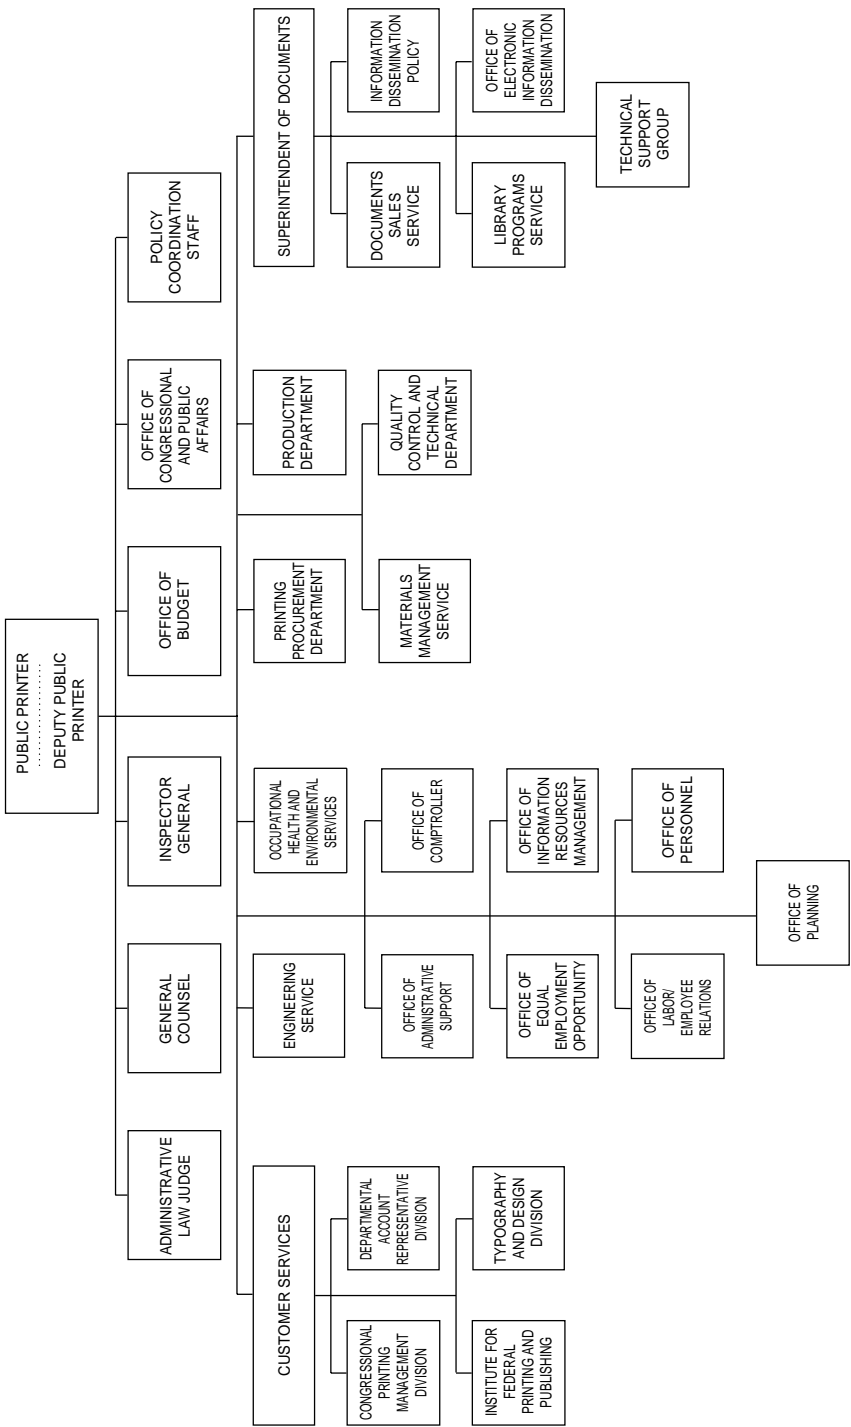 PUBLIC PRINTER
..................
DEPUTY PUBLIC
PRINTER
ADMINISTRATIVE
LAW JUDGE
GENERAL
COUNSEL
INSPECTOR
GENERAL
OFFICE OF
BUDGET
OFFICE OF
CONGRESSIONAL
AND PUBLIC
AFFAIRS
POLICY
COORDINATION
STAFF
CUSTOMER SERVICES
CONGRESSIONAL
PRINTING
MANAGEMENT
DIVISION
DEPARTMENTAL
ACCOUNT
REPRESENTATIVE
DIVISION
INSTITUTE FOR
FEDERAL
PRINTING AND
PUBLISHING
TYPOGRAPHY
AND DESIGN
DIVISION
ENGINEERING
SERVICE
OCCUPATIONAL
HEALTH AND
ENVIRONMENTAL
SERVICES
OFFICE OF
ADMINISTRATIVE
SUPPORT
OFFICE OF
COMPTROLLER
OFFICE OF
EQUAL
EMPLOYMENT
OPPORTUNITY
OFFICE OF
INFORMATION
RESOURCES
MANAGEMENT
OFFICE OF
LABOR/
EMPLOYEE
RELATIONS
OFFICE OF
PERSONNEL
OFFICE OF
PLANNING
PRINTING
PROCUREMENT
DEPARTMENT
PRODUCTION
DEPARTMENT
MATERIALS
MANAGEMENT
SERVICE
QUALITY
CONTROL AND
TECHNICAL
DEPARTMENT
SUPERINTENDENT OF DOCUMENTS
DOCUMENTS
SALES
SERVICE
INFORMATION
DISSEMINATION
POLICY
LIBRARY
PROGRAMS
SERVICE
OFFICE OF
ELECTRONIC
INFORMATION
DISSEMINATION
TECHNICAL
SUPPORT
GROUP